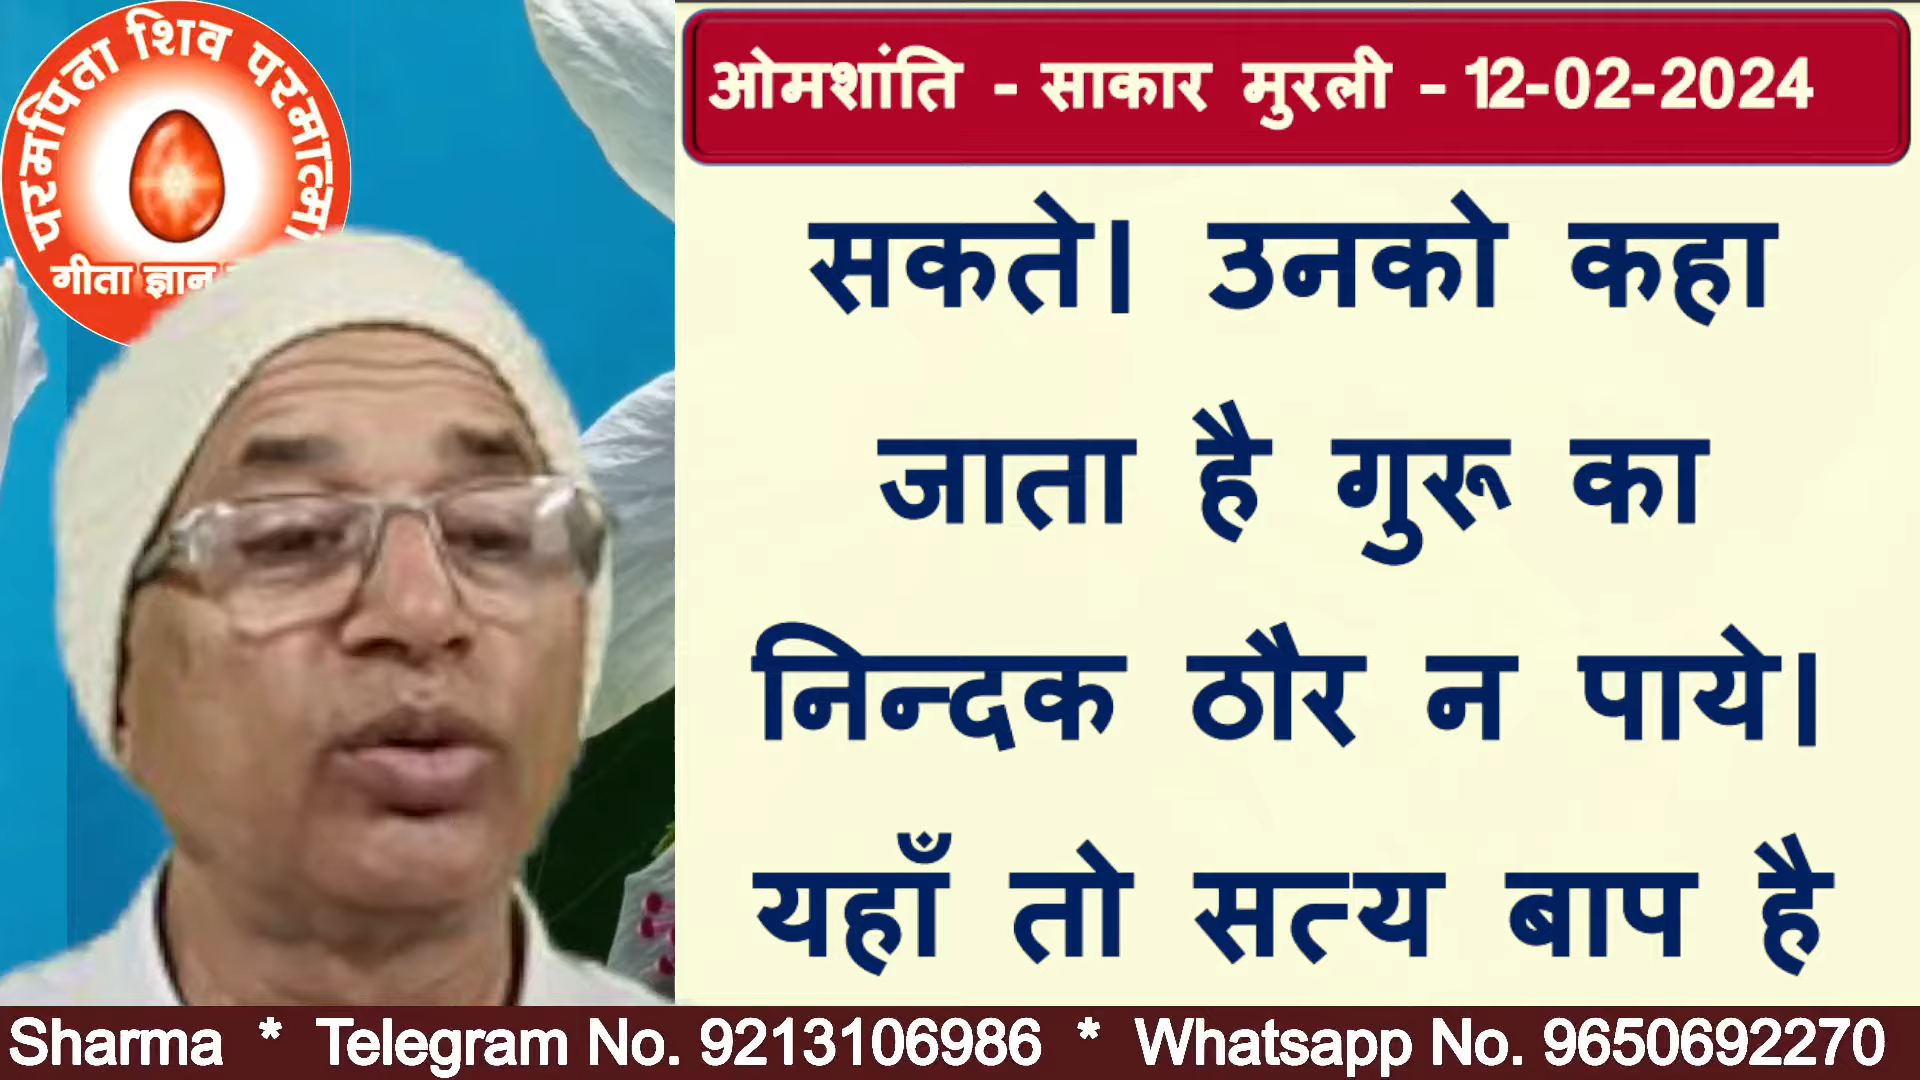 परमपिता शिव परमात्मा
गीता ज्ञान
ओमशांति - साकार मुरली - 12-02-2024
सकते। उनको कहा
जाता है गुरू का
निन्दक ठौर न पाये।
यहाँ तो सत्य बाप है
Sharma * Telegram No. 9213106986 * Whatsapp No. 9650692270